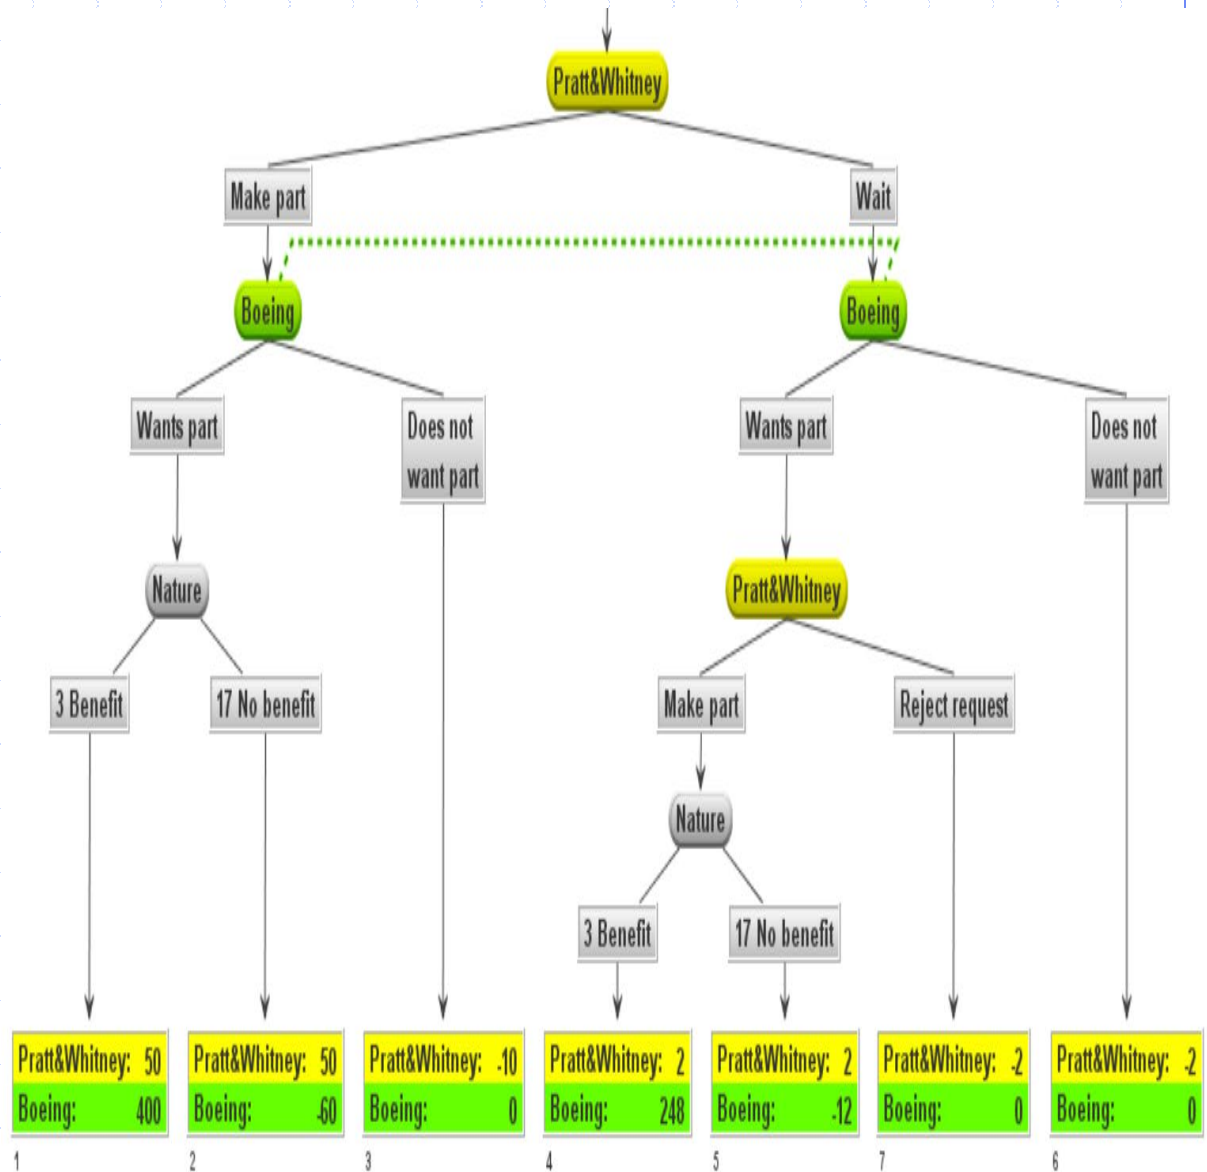 Pratt&Whitney
Make part
Wait
Boeing
Boeing
Wants part
Does not
want part
Wants part
Does not
want part
Nature
Pratt&Whitney
3 Benefit
17 No benefit
Make part
Reject request
Nature
3 Benefit
17 No benefit
Pratt&Whitney: 50
Boeing: 400
Pratt&Whitney: 50
Boeing: -60
Pratt&Whitney: -10
Boeing: 0
Pratt&Whitney: 2
Boeing: 248
Pratt&Whitney: 2
Boeing: -12
Pratt&Whitney: -2
Boeing: 0
Pratt&Whitney: -2
Boeing: 0
1
2
3
4
5
7
6